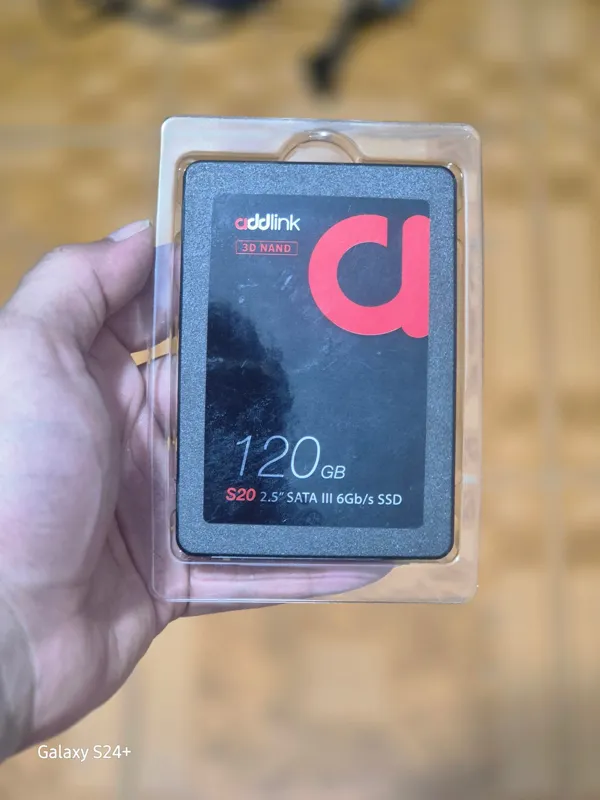 addlink
3D NAND
120GB
S20 2.5" SATA III 6Gb/s SSD
Galaxy S24+